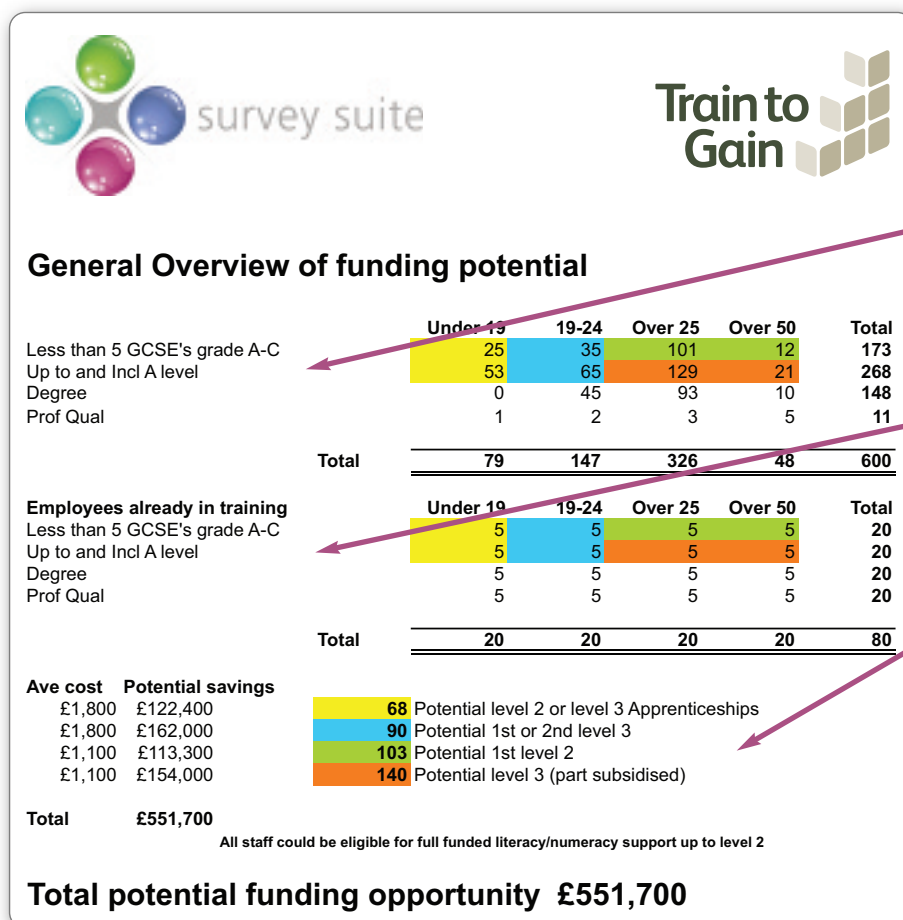 survey suite
Train to
Gain
General Overview of funding potential
Under 19 19-24 Over 25 Over 50 Total
Less than 5 GCSE's grade A-C 25 35 101 12 173
Up to and Incl A level 53 65 129 21 268
Degree 0 45 93 10 148
Prof Qual 1 2 3 5 11
Total 79 147 326 48 600
Employees already in training Under 19 19-24 Over 25 Over 50 Total
Less than 5 GCSE's grade A-C 5 5 5 5 20
Up to and Incl A level 5 5 5 5 20
Degree 5 5 5 5 20
Prof Qual 5 5 5 5 20
Total 20 20 20 20 80
Ave cost Potential savings
£1,800 £122,400 68 Potential level 2 or level 3 Apprenticeships
£1,800 £162,000 90 Potential 1st or 2nd level 3
£1,100 £113,300 103 Potential 1st level 2
£1,100 £154,000 140 Potential level 3 (part subsidised)
Total £551,700
All staff could be eligible for full funded literacy/numeracy support up to level 2
Total potential funding opportunity £551,700